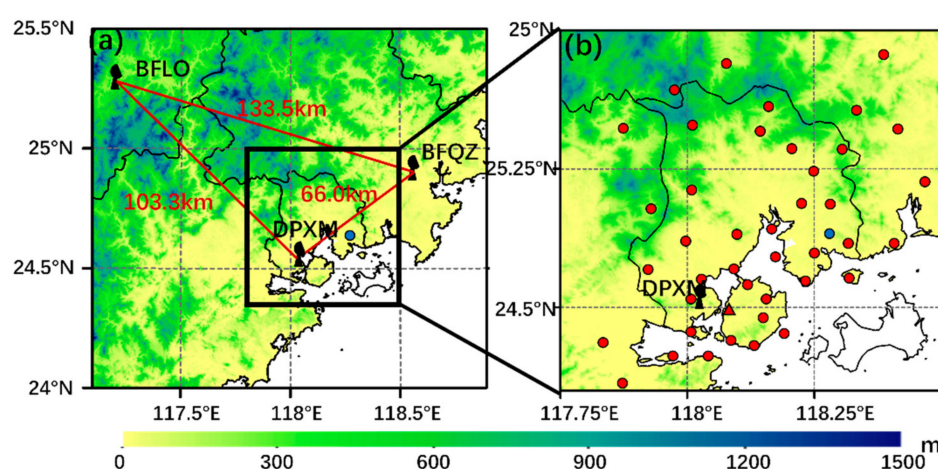 25.5°N
(a)
BFLO
133.5km
25°N
BFQZ
103.3km
66.0km
DPXM
24.5°N
24°N
117.5°E
118°E
118.5°E
25°N
(b)
25.25°N
DPXM
24.5°N
117.75°E
118°E
118.25°E
0
300
600
900
1200
1500
m